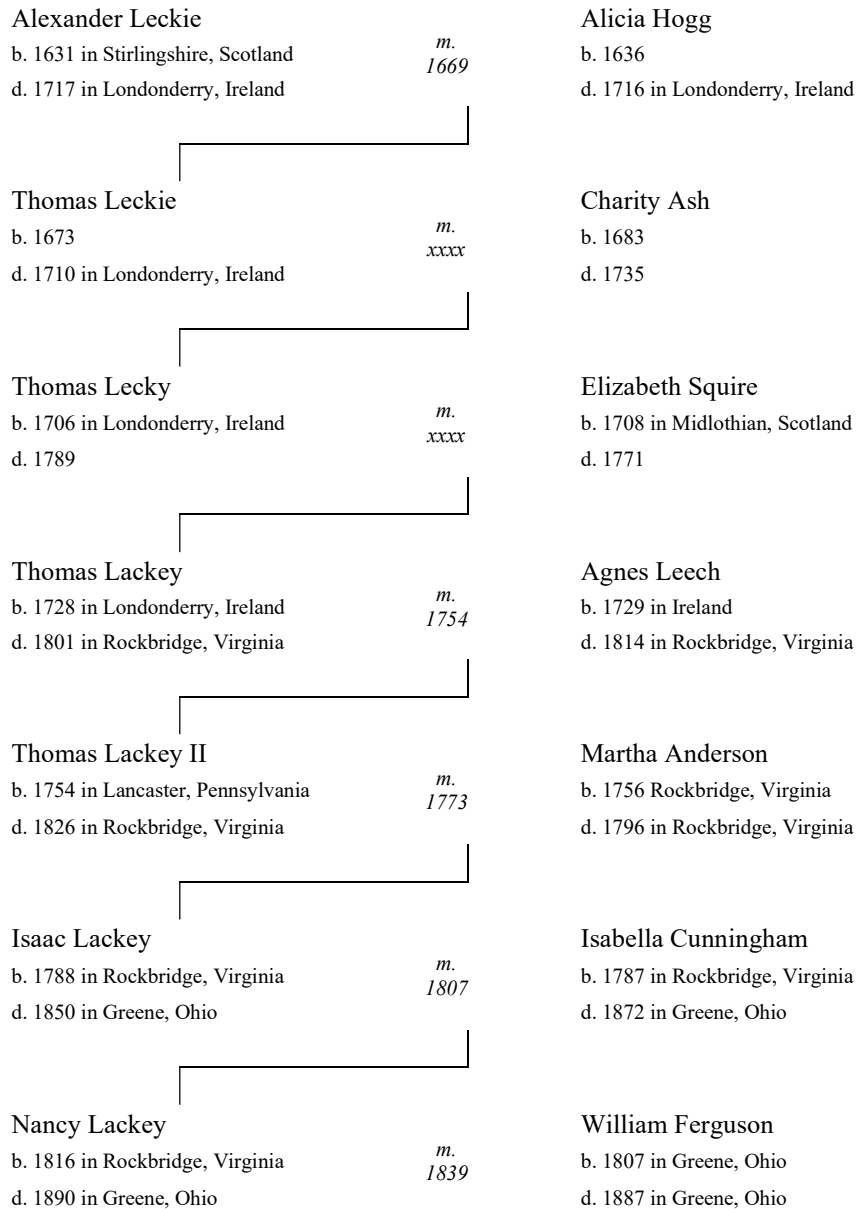 Alexander Leckie
b. 1631 in Stirlingshire, Scotland
d. 1717 in Londonderry, Ireland
m.
1669
Alicia Hogg
b. 1636
d. 1716 in Londonderry, Ireland
Thomas Leckie
b. 1673
d. 1710 in Londonderry, Ireland
m.
xxxx
Charity Ash
b. 1683
d. 1735
Thomas Lecky
b. 1706 in Londonderry, Ireland
d. 1789
m.
xxxx
Elizabeth Squire
b. 1708 in Midlothian, Scotland
d. 1771
Thomas Lackey
b. 1728 in Londonderry, Ireland
d. 1801 in Rockbridge, Virginia
m.
1754
Agnes Leech
b. 1729 in Ireland
d. 1814 in Rockbridge, Virginia
Thomas Lackey II
b. 1754 in Lancaster, Pennsylvania
d. 1826 in Rockbridge, Virginia
m.
1773
Martha Anderson
b. 1756 Rockbridge, Virginia
d. 1796 in Rockbridge, Virginia
Isaac Lackey
b. 1788 in Rockbridge, Virginia
d. 1850 in Greene, Ohio
m.
1807
Isabella Cunningham
b. 1787 in Rockbridge, Virginia
d. 1872 in Greene, Ohio
Nancy Lackey
b. 1816 in Rockbridge, Virginia
d. 1890 in Greene, Ohio
m.
1839
William Ferguson
b. 1807 in Greene, Ohio
d. 1887 in Greene, Ohio